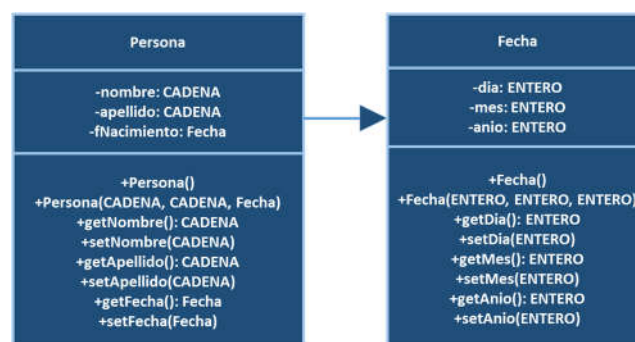 Persona
-nombre: CADENA
-apellido: CADENA
-fNacimiento: Fecha
+Persona()
+Persona(CADENA, CADENA, Fecha)
+getNombre(): CADENA
+setNombre(CADENA)
+getApellido(): CADENA
+setApellido(CADENA)
+getFecha(): Fecha
+setFecha(Fecha)
Fecha
-dia: ENTERO
-mes: ENTERO
-anio: ENTERO
+Fecha()
+Fecha(ENTERO, ENTERO, ENTERO)
+getDia(): ENTERO
+setDia(ENTERO)
+getMes(): ENTERO
+setMes(ENTERO)
+getAnio(): ENTERO
+setAnio(ENTERO)